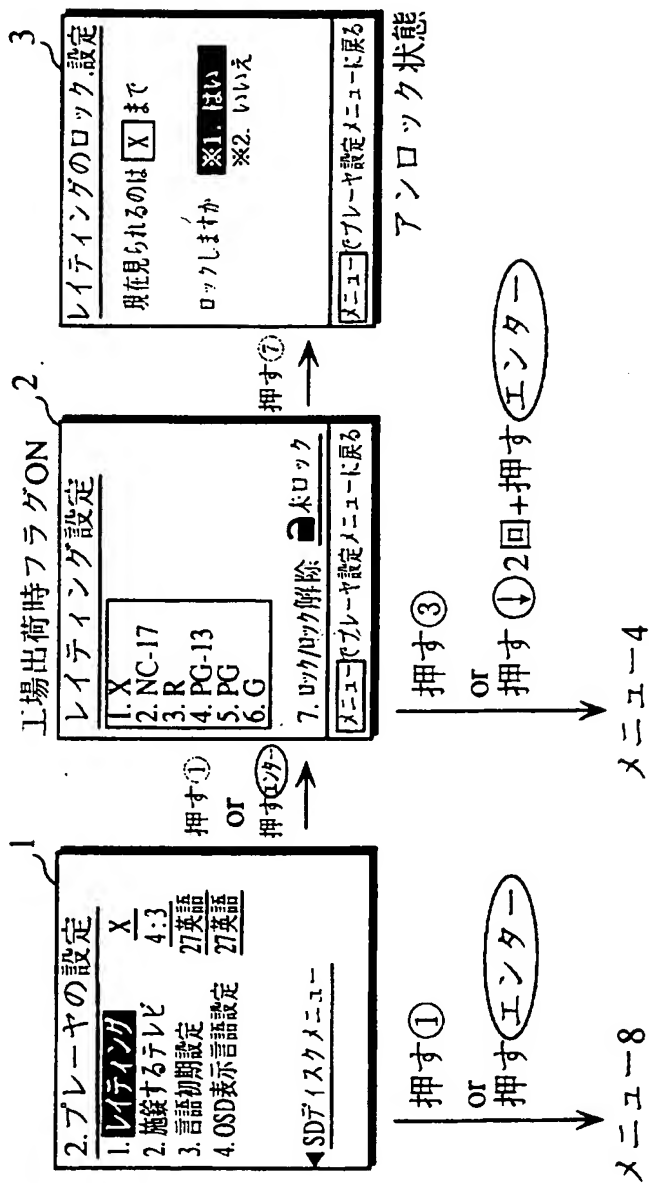 工場出荷時フラグON
1
2.プレーヤの設定
1. レイティング X
2. 施錠するテレビ 4:3
3. 言語初期設定 27英語
4. OSD表示言語設定 27英語
◀SDディスクメニュー
押す①
or
押すエンター
メニュー8
押す①
or
押すエンター
2
レイティング設定
1. X
2. NC-17
3. R
4. PG-13
5. PG
6. G
7. ロック/ロック解除 未ロック
メニューでプレーヤ設定メニューに戻る
押す③
or
押す↓2回+押すエンター
メニュー4
押す⑦
3
レイティングのロック設定
現在見られるのは X まで
ロックしますか ※1. はい
※2. いいえ
メニューでプレーヤ設定メニューに戻る
アンロック状態